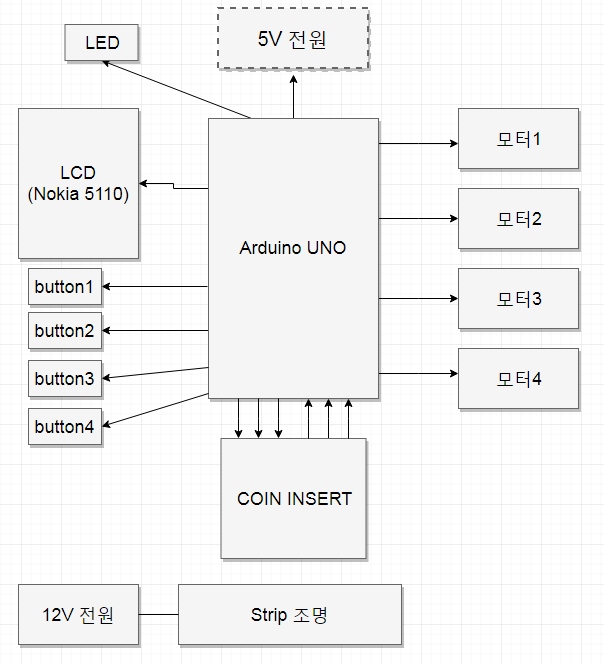 LED
5V 전원
LCD
(Nokia 5110)
Arduino UNO
모터1
모터2
모터3
모터4
button1
button2
button3
button4
COIN INSERT
12V 전원
Strip 조명